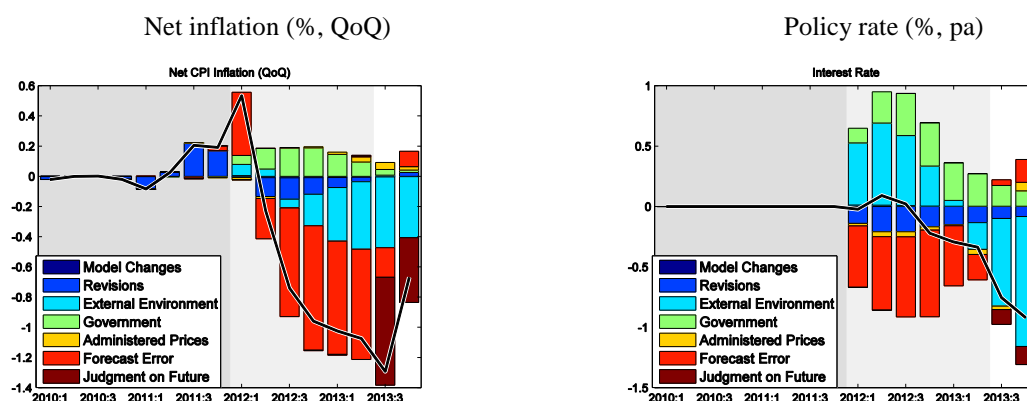 Net inflation (%, QoQ)
Net CPI Inflation (QoQ)
0.6
0.4
0.2
0
-0.2
-0.4
-0.6
-0.8
-1
-1.2
-1.4
Model Changes
Revisions
External Environment
Government
Administered Prices
Forecast Error
Judgment on Future
2010:1 2010:3 2011:1 2011:3 2012:1 2012:3 2013:1 2013:3
Policy rate (%, pa)
Interest Rate
1
0.5
0
-0.5
-1
-1.5
Model Changes
Revisions
External Environment
Government
Administered Prices
Forecast Error
Judgment on Future
2010:1 2010:3 2011:1 2011:3 2012:1 2012:3 2013:1 2013:3